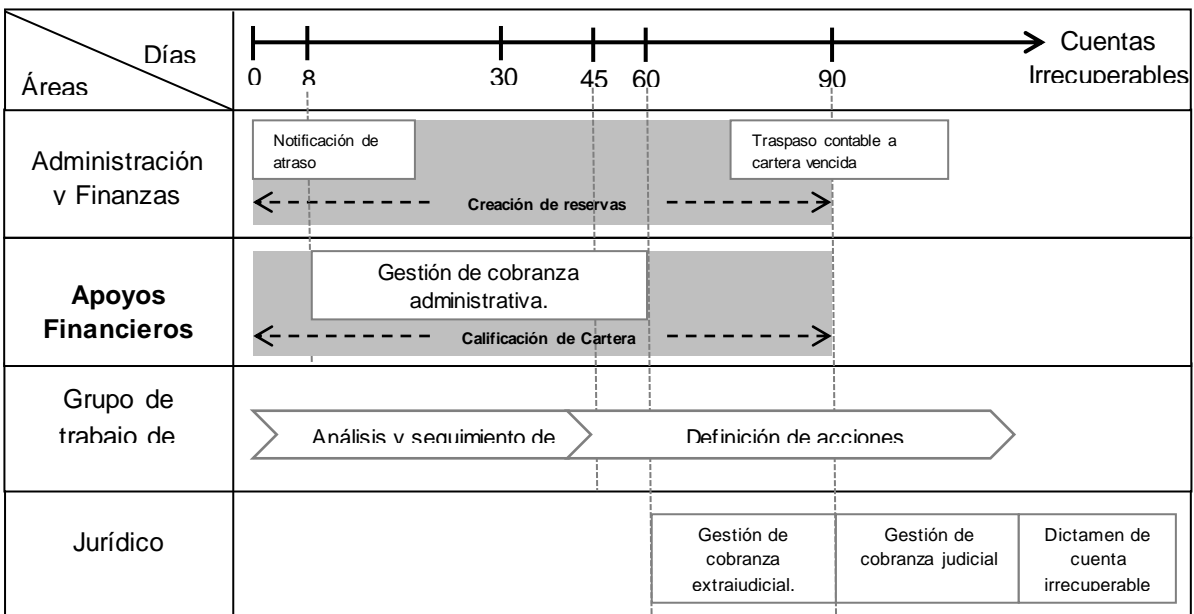 Días
Áreas
0 8 30 45 60 90
Cuentas
Irrecuperables
Administración
y Finanzas
Notificación de
atraso
Traspaso contable a
cartera vencida
Creación de reservas
Apoyos
Financieros
Gestión de cobranza
administrativa.
Calificación de Cartera
Grupo de
trabajo de
Análisis y seguimiento de
Definición de acciones
Jurídico
Gestión de
cobranza
extrajudicial.
Gestión de
cobranza judicial
Dictamen de
cuenta
irrecuperable